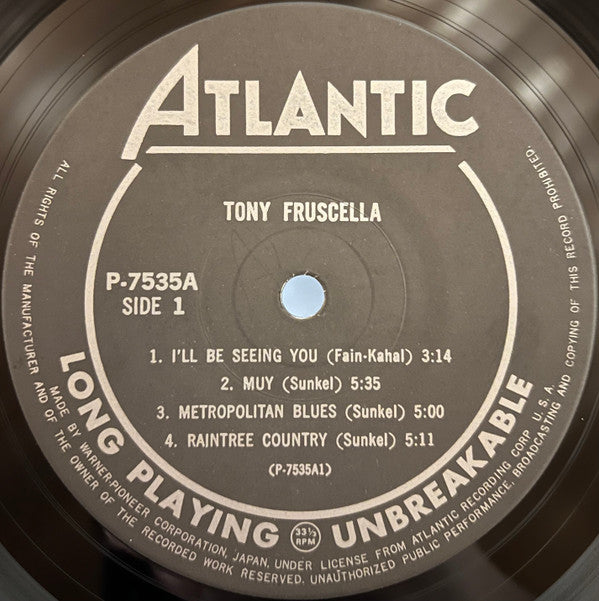 ATLANTIC
TONY FRUSCELLA
P-7535A
SIDE 1
1. I'LL BE SEEING YOU (Fain-Kahal) 3:14
2. MUY (Sunkel) 5:35
3. METROPOLITAN BLUES (Sunkel) 5:00
4. RAINTREE COUNTRY (Sunkel) 5:11
(P-7535A1)
LONG PLAYING 33⅓ RPM UNBREAKABLE
MADE BY WARNER-PIONEER CORPORATION, JAPAN, UNDER LICENSE FROM ATLANTIC RECORDING CORP. U.S.A.
ALL RIGHTS OF THE MANUFACTURER AND OF THE OWNER OF THE RECORDED WORK RESERVED. UNAUTHORIZED PUBLIC PERFORMANCE, BROADCASTING AND COPYING OF THIS RECORD PROHIBITED.